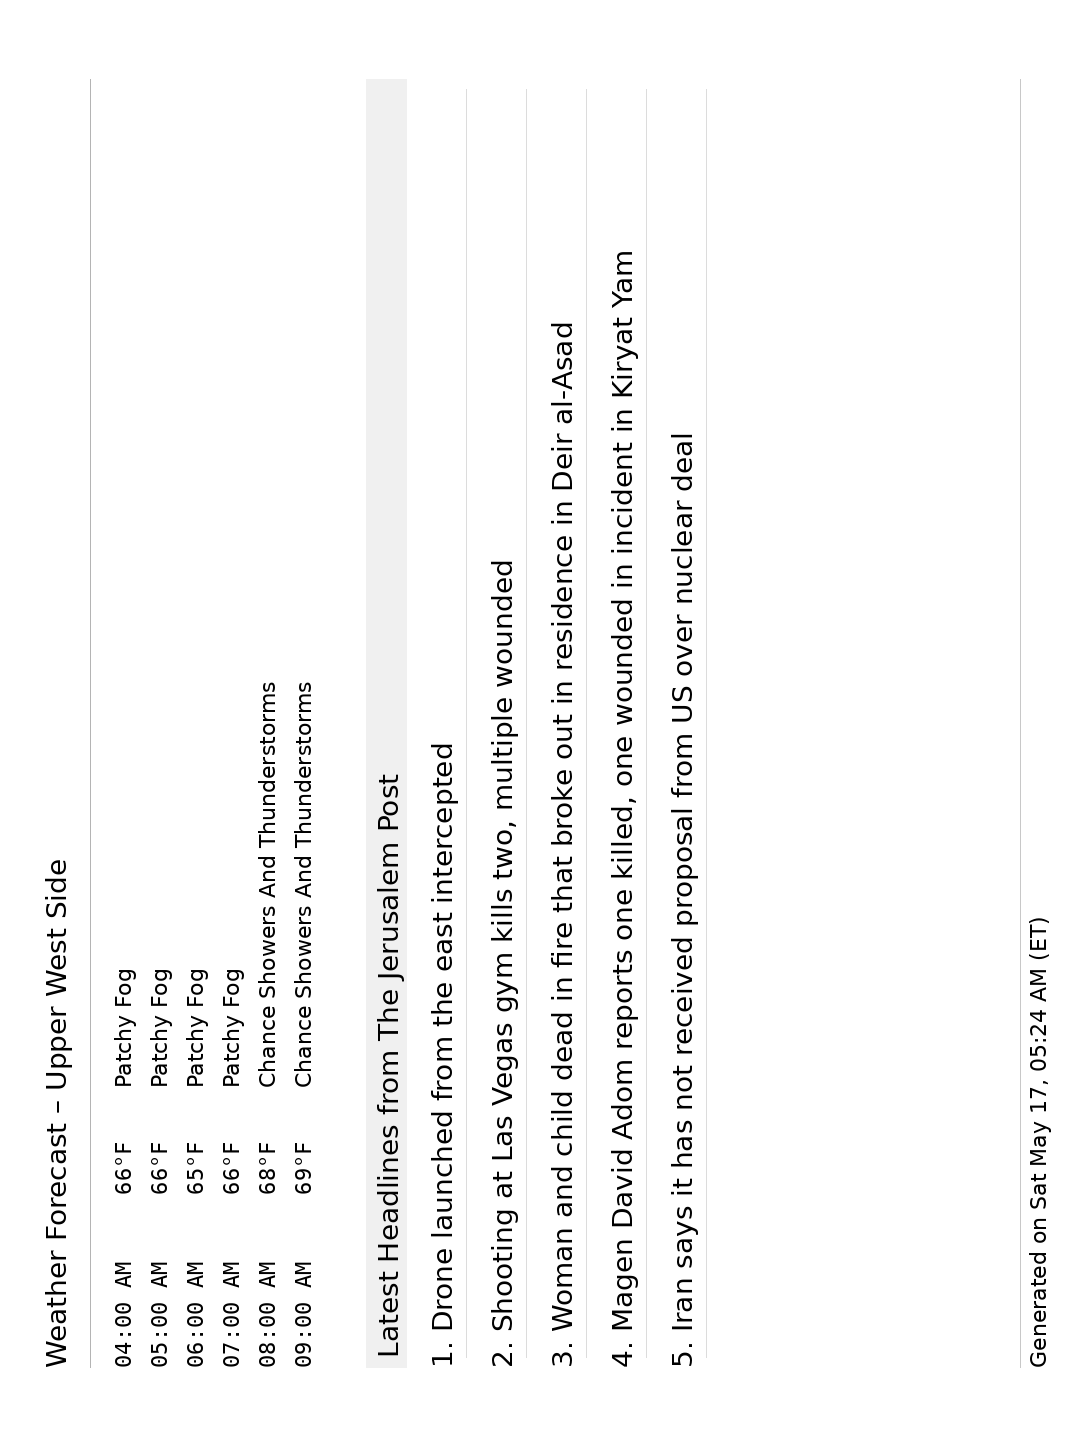 Weather Forecast – Upper West Side
04:00 AM 66°F Patchy Fog
05:00 AM 66°F Patchy Fog
06:00 AM 65°F Patchy Fog
07:00 AM 66°F Patchy Fog
08:00 AM 68°F Chance Showers And Thunderstorms
09:00 AM 69°F Chance Showers And Thunderstorms
Latest Headlines from The Jerusalem Post
1. Drone launched from the east intercepted
2. Shooting at Las Vegas gym kills two, multiple wounded
3. Woman and child dead in fire that broke out in residence in Deir al-Asad
4. Magen David Adom reports one killed, one wounded in incident in Kiryat Yam
5. Iran says it has not received proposal from US over nuclear deal
Generated on Sat May 17, 05:24 AM (ET)